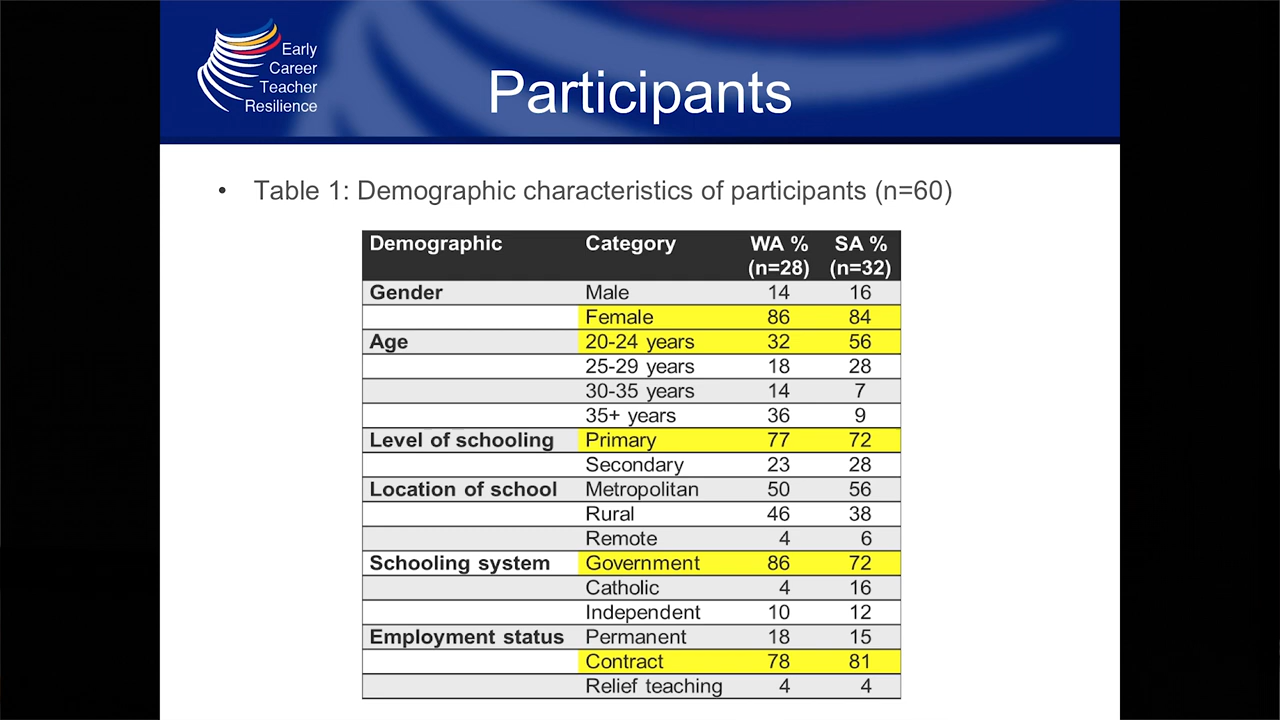 Early
Career
Teacher
Resilience
Participants
• Table 1: Demographic characteristics of participants (n=60)
Demographic Category WA % SA %
(n=28) (n=32)
Gender Male 14 16
Female 86 84
Age 20-24 years 32 56
25-29 years 18 28
30-35 years 14 7
35+ years 36 9
Level of schooling Primary 77 72
Secondary 23 28
Location of school Metropolitan 50 56
Rural 46 38
Remote 4 6
Schooling system Government 86 72
Catholic 4 16
Independent 10 12
Employment status Permanent 18 15
Contract 78 81
Relief teaching 4 4